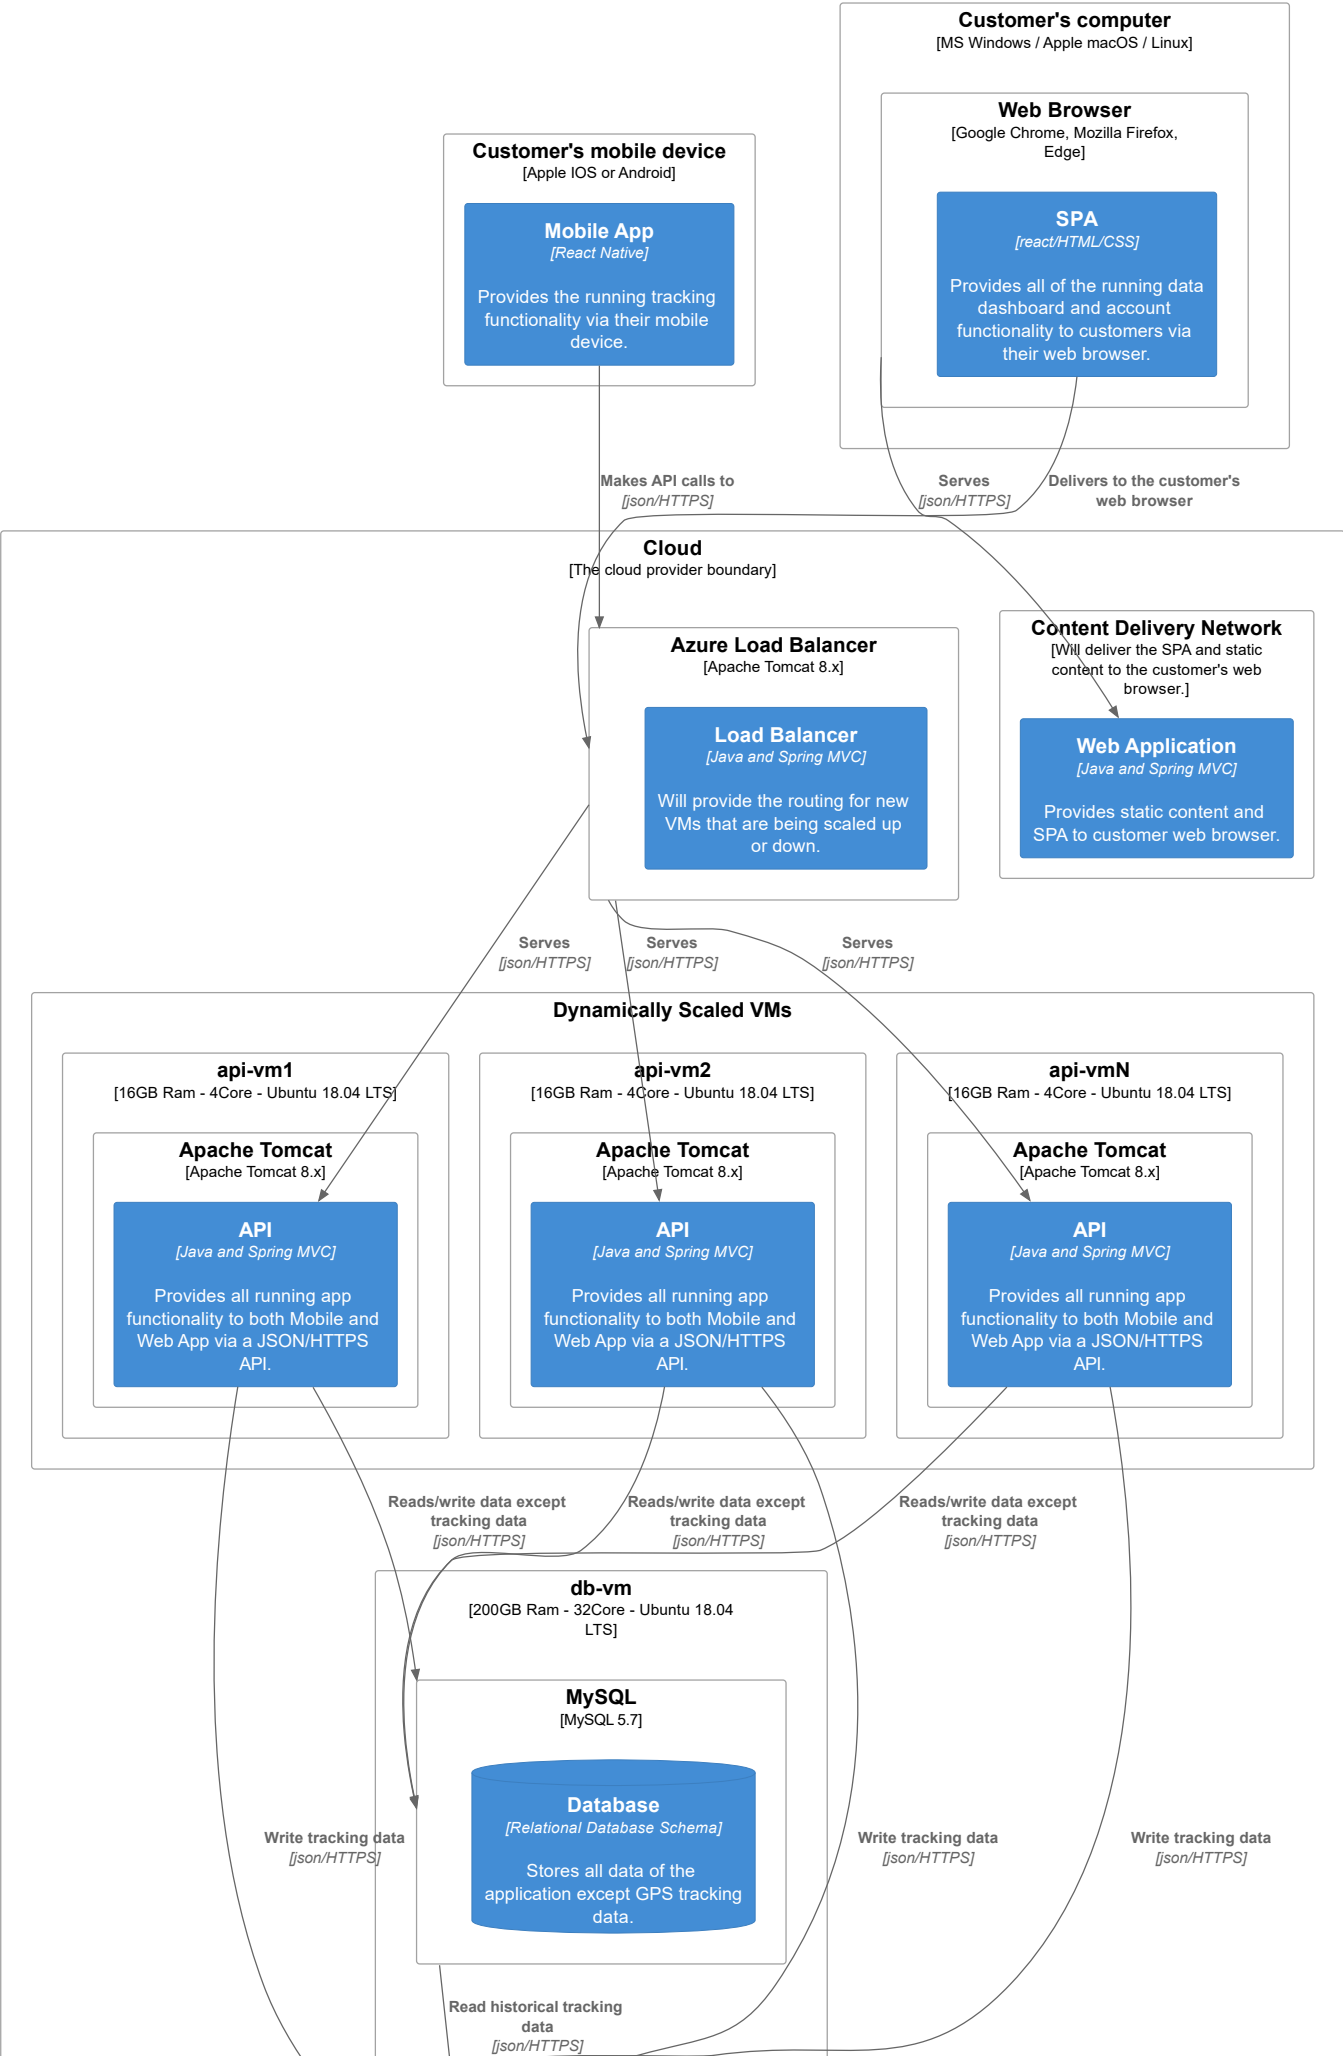 Customer's computer
[MS Windows / Apple macOS / Linux]
Web Browser
[Google Chrome, Mozilla Firefox,
Edge]
Customer's mobile device
[Apple IOS or Android]
Mobile App
[React Native]
Provides the running tracking
functionality via their mobile
device.
SPA
[react/HTML/CSS]
Provides all of the running data
dashboard and account
functionality to customers via
their web browser.
Makes API calls to
[json/HTTPS]
Serves
[json/HTTPS]
Delivers to the customer's
web browser
Cloud
[The cloud provider boundary]
Azure Load Balancer
[Apache Tomcat 8.x]
Load Balancer
[Java and Spring MVC]
Will provide the routing for new
VMs that are being scaled up
or down.
Content Delivery Network
[Will deliver the SPA and static
content to the customer's web
browser.]
Web Application
[Java and Spring MVC]
Provides static content and
SPA to customer web browser.
Serves
[json/HTTPS]
Serves
[json/HTTPS]
Serves
[json/HTTPS]
Dynamically Scaled VMs
api-vm1
[16GB Ram - 4Core - Ubuntu 18.04 LTS]
Apache Tomcat
[Apache Tomcat 8.x]
API
[Java and Spring MVC]
Provides all running app
functionality to both Mobile and
Web App via a JSON/HTTPS
API.
api-vm2
[16GB Ram - 4Core - Ubuntu 18.04 LTS]
Apache Tomcat
[Apache Tomcat 8.x]
API
[Java and Spring MVC]
Provides all running app
functionality to both Mobile and
Web App via a JSON/HTTPS
API.
api-vmN
[16GB Ram - 4Core - Ubuntu 18.04 LTS]
Apache Tomcat
[Apache Tomcat 8.x]
API
[Java and Spring MVC]
Provides all running app
functionality to both Mobile and
Web App via a JSON/HTTPS
API.
Reads/write data except
tracking data
[json/HTTPS]
Reads/write data except
tracking data
[json/HTTPS]
Reads/write data except
tracking data
[json/HTTPS]
db-vm
[200GB Ram - 32Core - Ubuntu 18.04
LTS]
MySQL
[MySQL 5.7]
Database
[Relational Database Schema]
Stores all data of the
application except GPS tracking
data.
Write tracking data
[json/HTTPS]
Write tracking data
[json/HTTPS]
Write tracking data
[json/HTTPS]
Read historical tracking
data
[json/HTTPS]